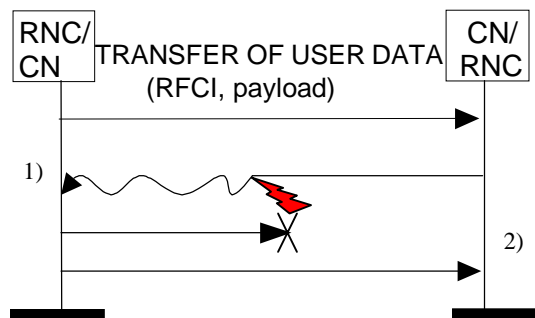 RNC/
CN
TRANSFER OF USER DATA
(RFCI, payload)
CN/
RNC
1)
2)